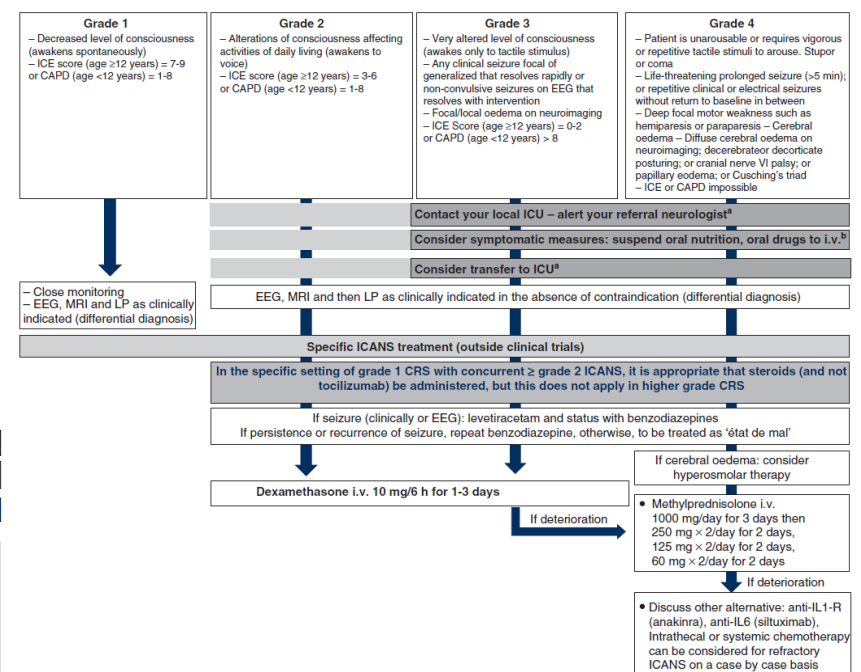 Grade 1
– Decreased level of consciousness
(awakens spontaneously)
– ICE score (age ≥12 years) = 7-9
or CAPD (age <12 years) = 1-8
Grade 2
– Alterations of consciousness affecting
activities of daily living (awakens to
voice)
– ICE score (age ≥12 years) = 3-6
or CAPD (age <12 years) = 1-8
Grade 3
– Very altered level of consciousness
(awakes only to tactile stimulus)
– Any clinical seizure focal of
generalized that resolves rapidly or
non-convulsive seizures on EEG that
resolves with intervention
– Focal/local oedema on neuroimaging
– ICE Score (age ≥12 years) = 0-2
or CAPD (age <12 years) > 8
Grade 4
– Patient is unarousable or requires vigorous
or repetitive tactile stimuli to arouse. Stupor
or coma
– Life-threatening prolonged seizure (>5 min);
or repetitive clinical or electrical seizures
without return to baseline in between
– Deep focal motor weakness such as
hemiparesis or paraparesis – Cerebral
oedema – Diffuse cerebral oedema on
neuroimaging; decerebrateor decorticate
posturing; or cranial nerve VI palsy; or
papillary eodema; or Cusching's triad
– ICE or CAPD impossible
Contact your local ICU – alert your referral neurologistᵃ
Consider symptomatic measures: suspend oral nutrition, oral drugs to i.v.ᵇ
Consider transfer to ICUᵃ
– Close monitoring
– EEG, MRI and LP as clinically
indicated (differential diagnosis)
EEG, MRI and then LP as clinically indicated in the absence of contraindication (differential diagnosis)
Specific ICANS treatment (outside clinical trials)
In the specific setting of grade 1 CRS with concurrent ≥ grade 2 ICANS, it is appropriate that steroids (and not
tocilizumab) be administered, but this does not apply in higher grade CRS
If seizure (clinically or EEG): levetiracetam and status with benzodiazepines
If persistence or recurrence of seizure, repeat benzodiazepine, otherwise, to be treated as 'état de mal'
If cerebral oedema: consider
hyperosmolar therapy
Dexamethasone i.v. 10 mg/6 h for 1-3 days
If deterioration
• Methylprednisolone i.v.
1000 mg/day for 3 days then
250 mg × 2/day for 2 days,
125 mg × 2/day for 2 days,
60 mg × 2/day for 2 days
If deterioration
• Discuss other alternative: anti-IL1-R
(anakinra), anti-IL6 (siltuximab),
Intrathecal or systemic chemotherapy
can be considered for refractory
ICANS on a case by case basis